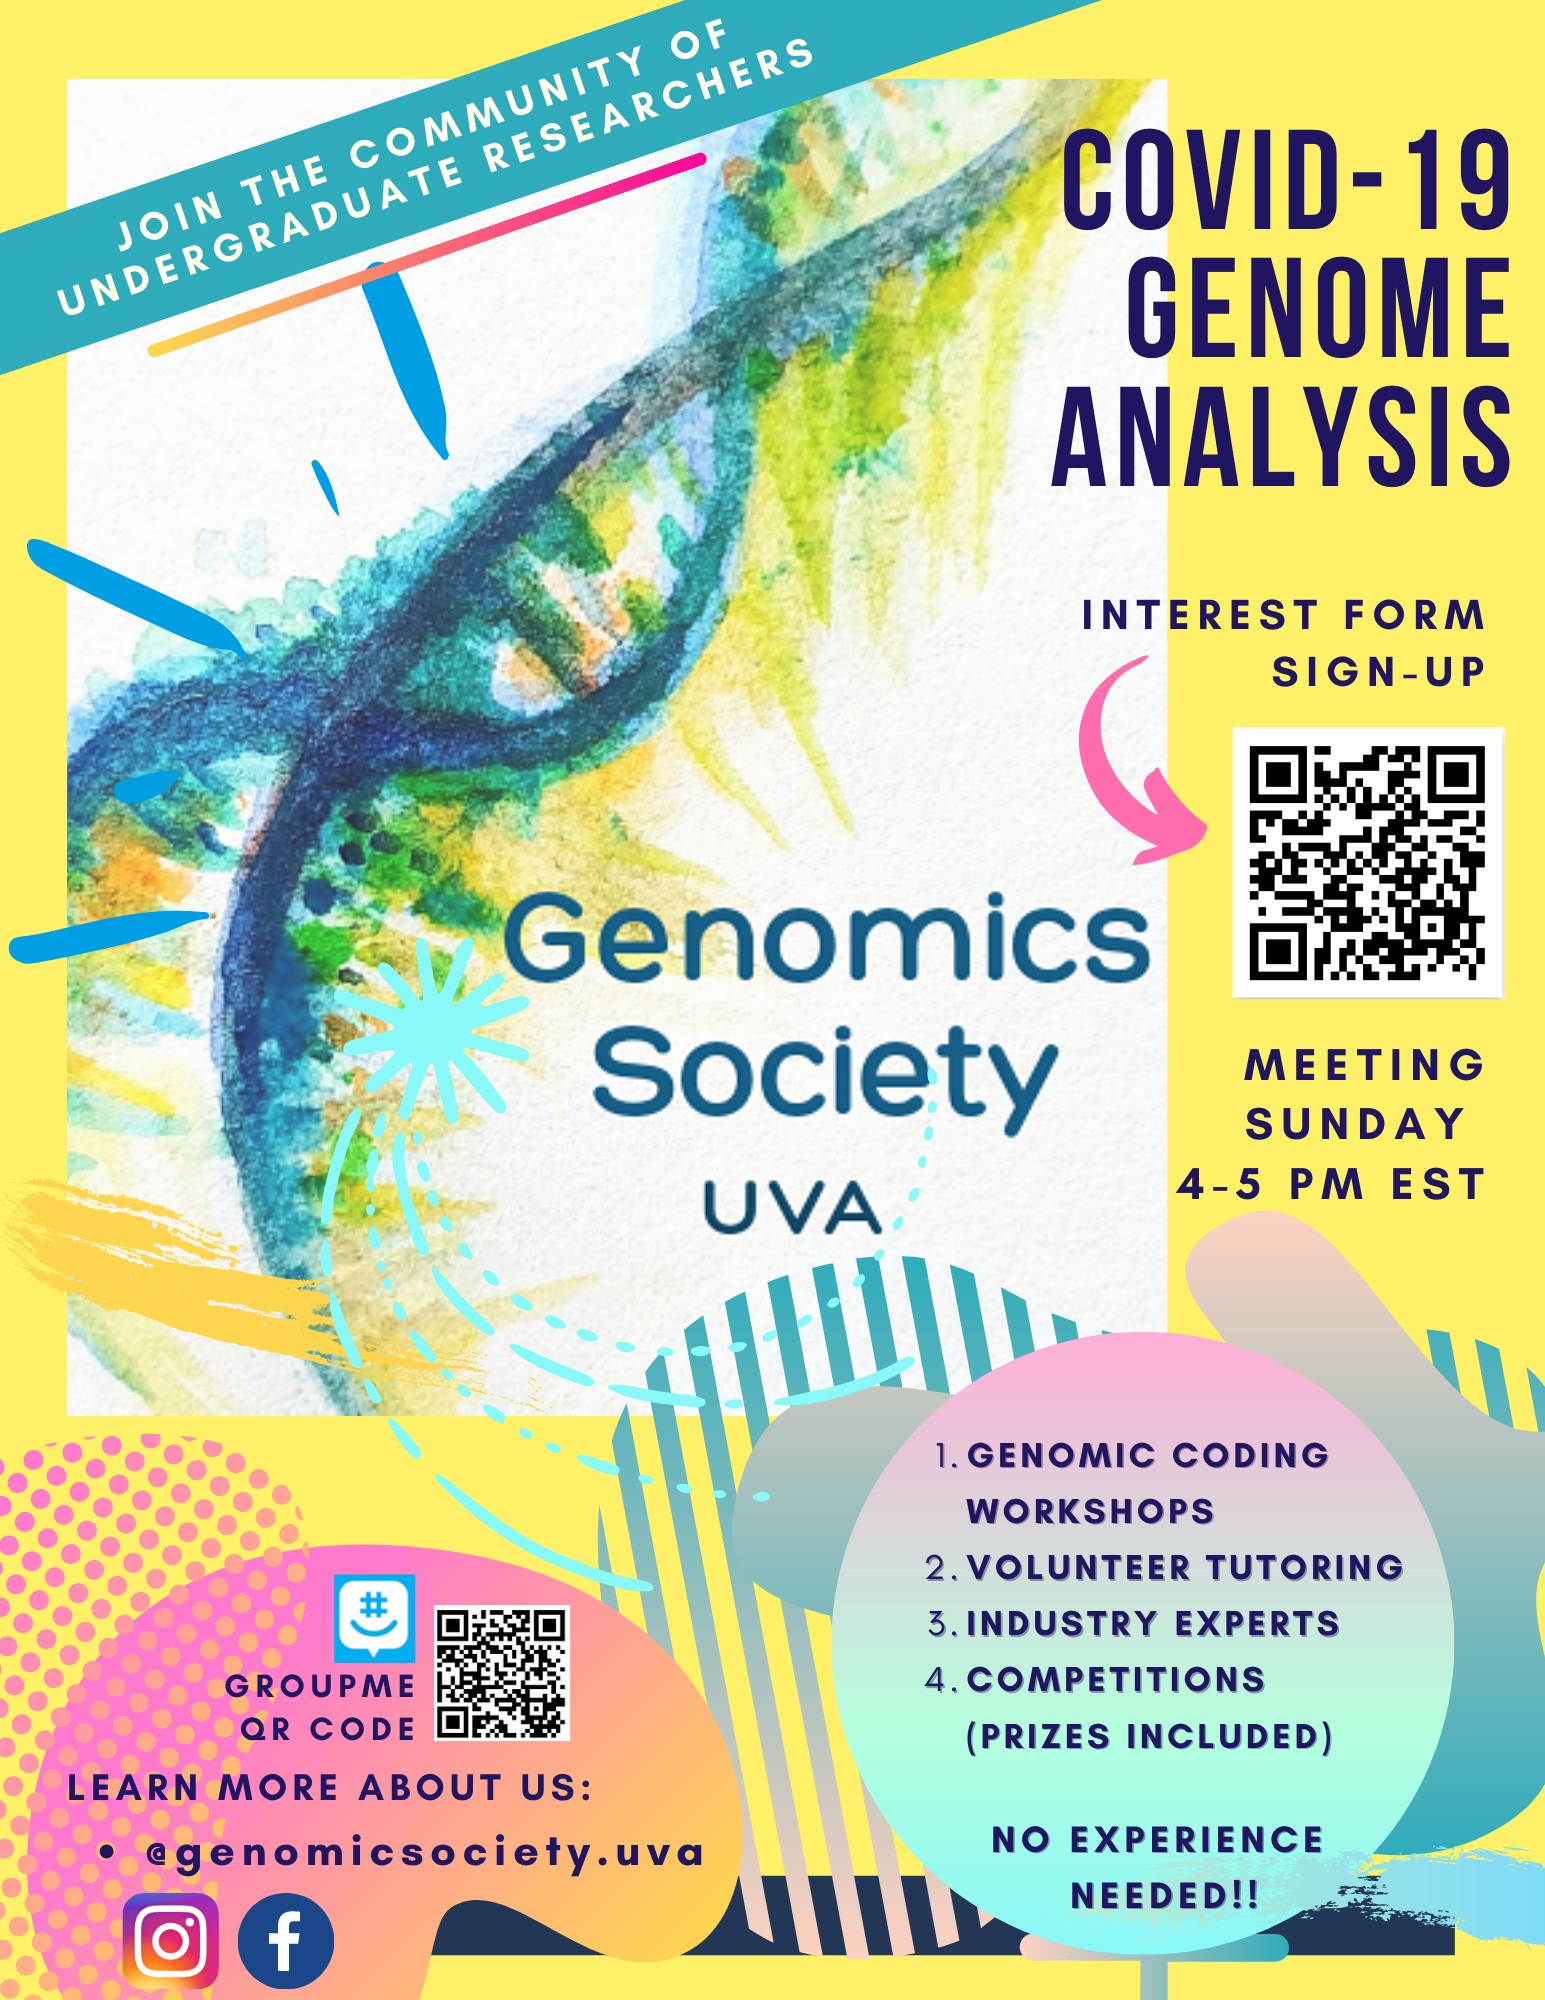 JOIN THE COMMUNITY OF
UNDERGRADUATE RESEARCHERS
COVID-19
GENOME
ANALYSIS
INTEREST FORM
SIGN-UP
Genomics
Society
UVA
MEETING
SUNDAY
4-5 PM EST
1. GENOMIC CODING
WORKSHOPS
2. VOLUNTEER TUTORING
3. INDUSTRY EXPERTS
4. COMPETITIONS
(PRIZES INCLUDED)
NO EXPERIENCE
NEEDED!!
#
GROUPME
QR CODE
LEARN MORE ABOUT US:
• @genomicsociety.uva
f